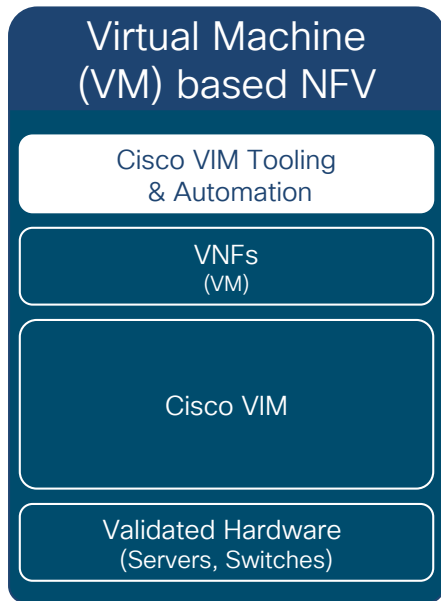 Virtual Machine
(VM) based NFV
Cisco VIM Tooling
& Automation
VNFs
(VM)
Cisco VIM
Validated Hardware
(Servers, Switches)